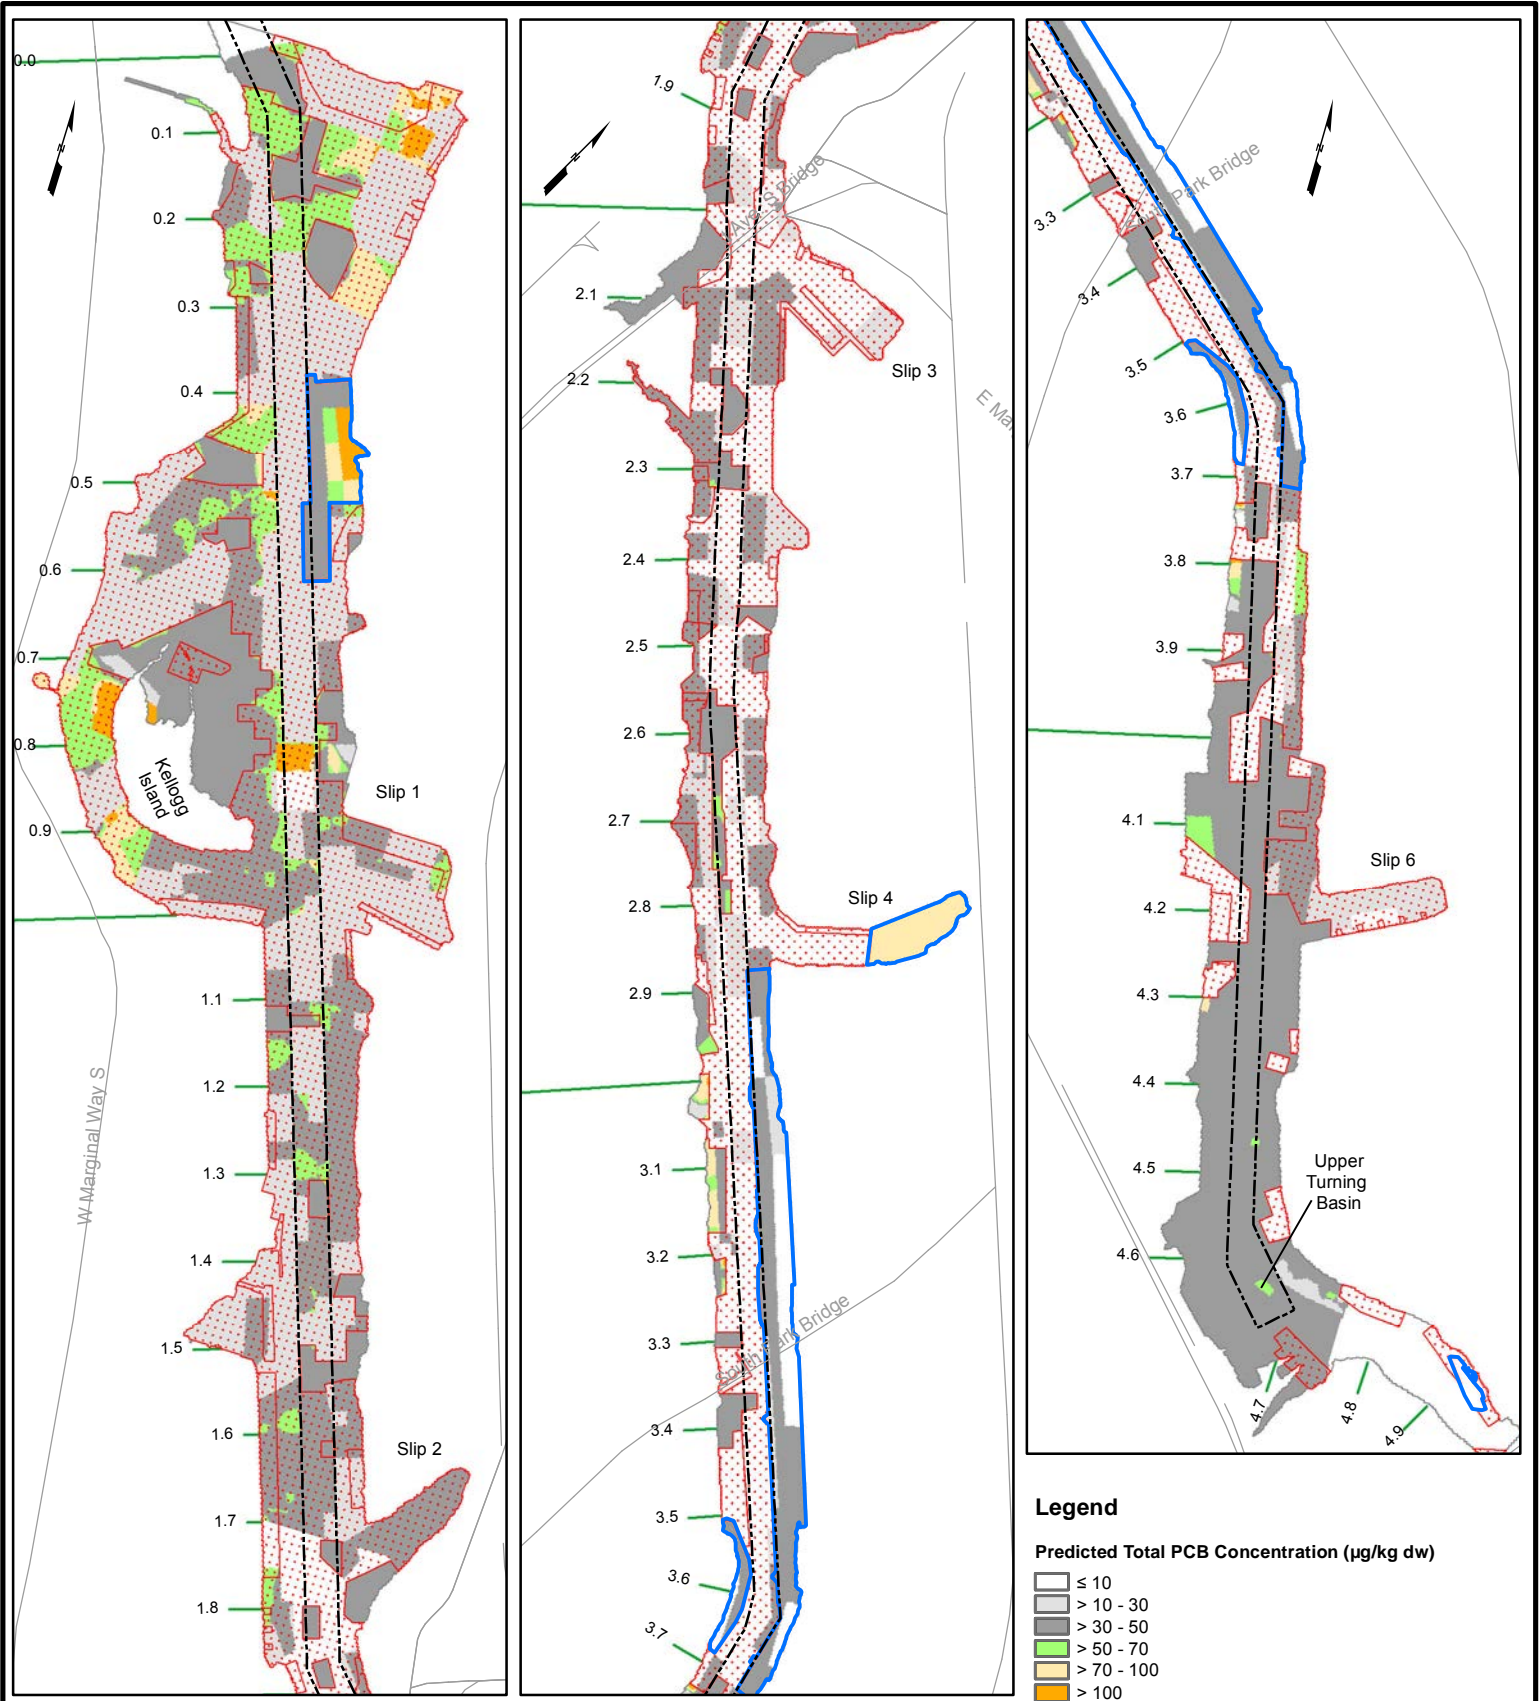 0.0
0.1
0.2
0.3
0.4
0.5
0.6
0.7
0.8
0.9
1.1
1.2
1.3
1.4
1.5
1.6
1.7
1.8
Kellogg
Island
Slip 1
Slip 2
W Marginal Way S
1.9
2.1
2.2
2.3
2.4
2.5
2.6
2.7
2.8
2.9
3.1
3.2
3.3
3.4
3.5
3.6
3.7
Ave S Bridge
Slip 3
E Mar
Slip 4
South Park Bridge
3.3
3.4
3.5
3.6
3.7
3.8
3.9
4.1
4.2
4.3
4.4
4.5
4.6
4.7
4.8
4.9
Park Bridge
Slip 6
Upper
Turning
Basin
Legend
Predicted Total PCB Concentration (µg/kg dw)
≤ 10
> 10 - 30
> 30 - 50
> 50 - 70
> 70 - 100
> 100